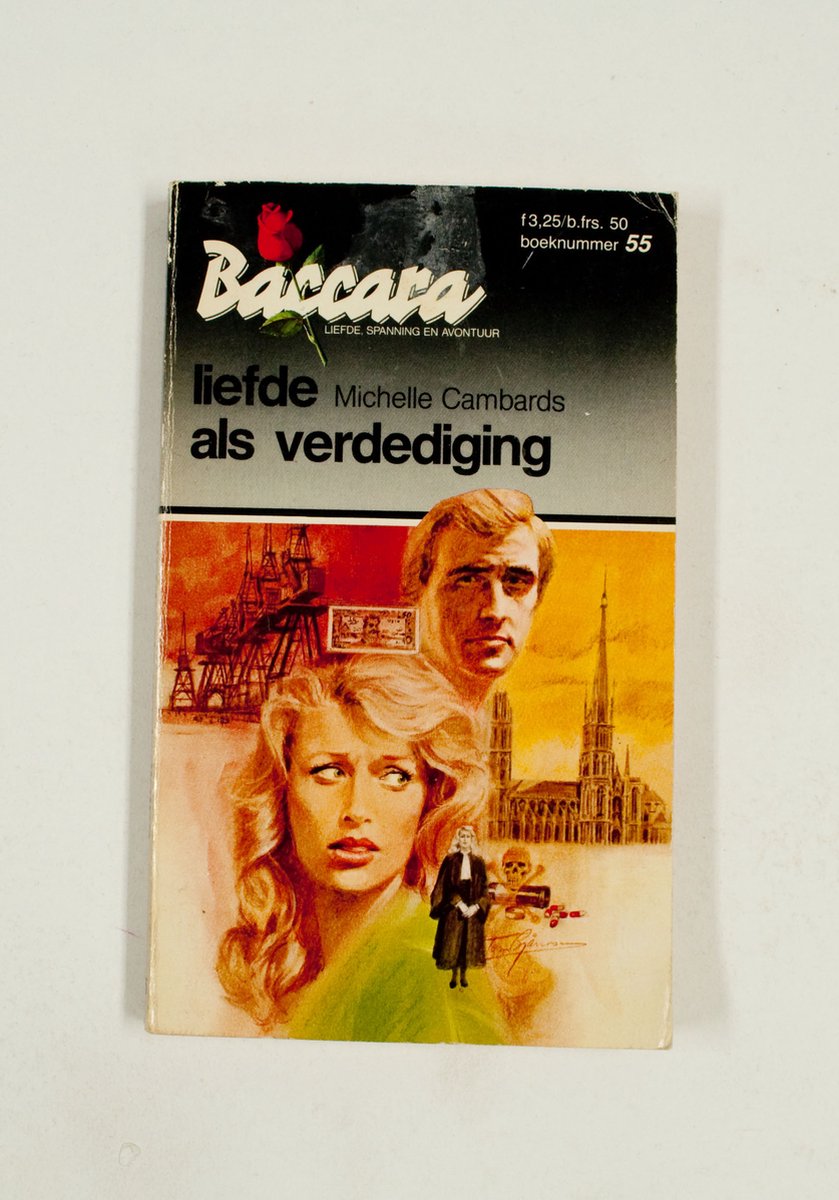 f 3,25/b.frs. 50
boeknummer 55
Baccara
LIEFDE, SPANNING EN AVONTUUR
liefde Michelle Cambards
als verdediging